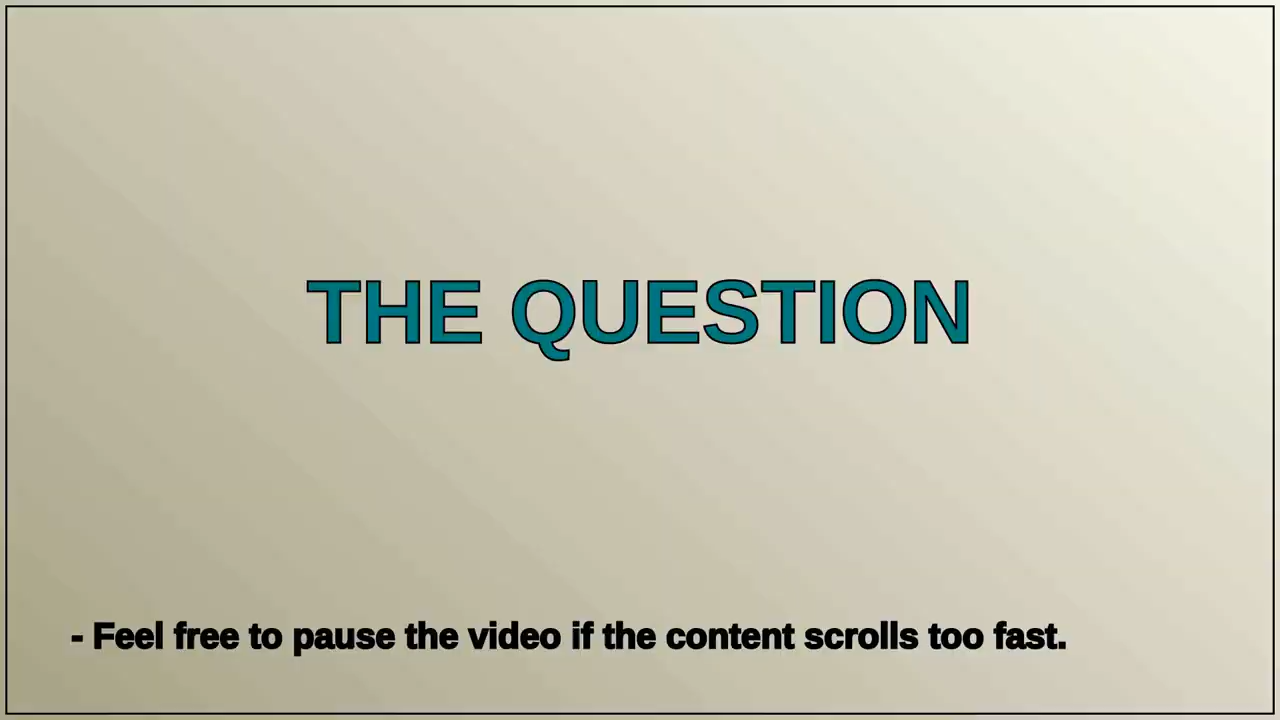 THE QUESTION
- Feel free to pause the video if the content scrolls too fast.